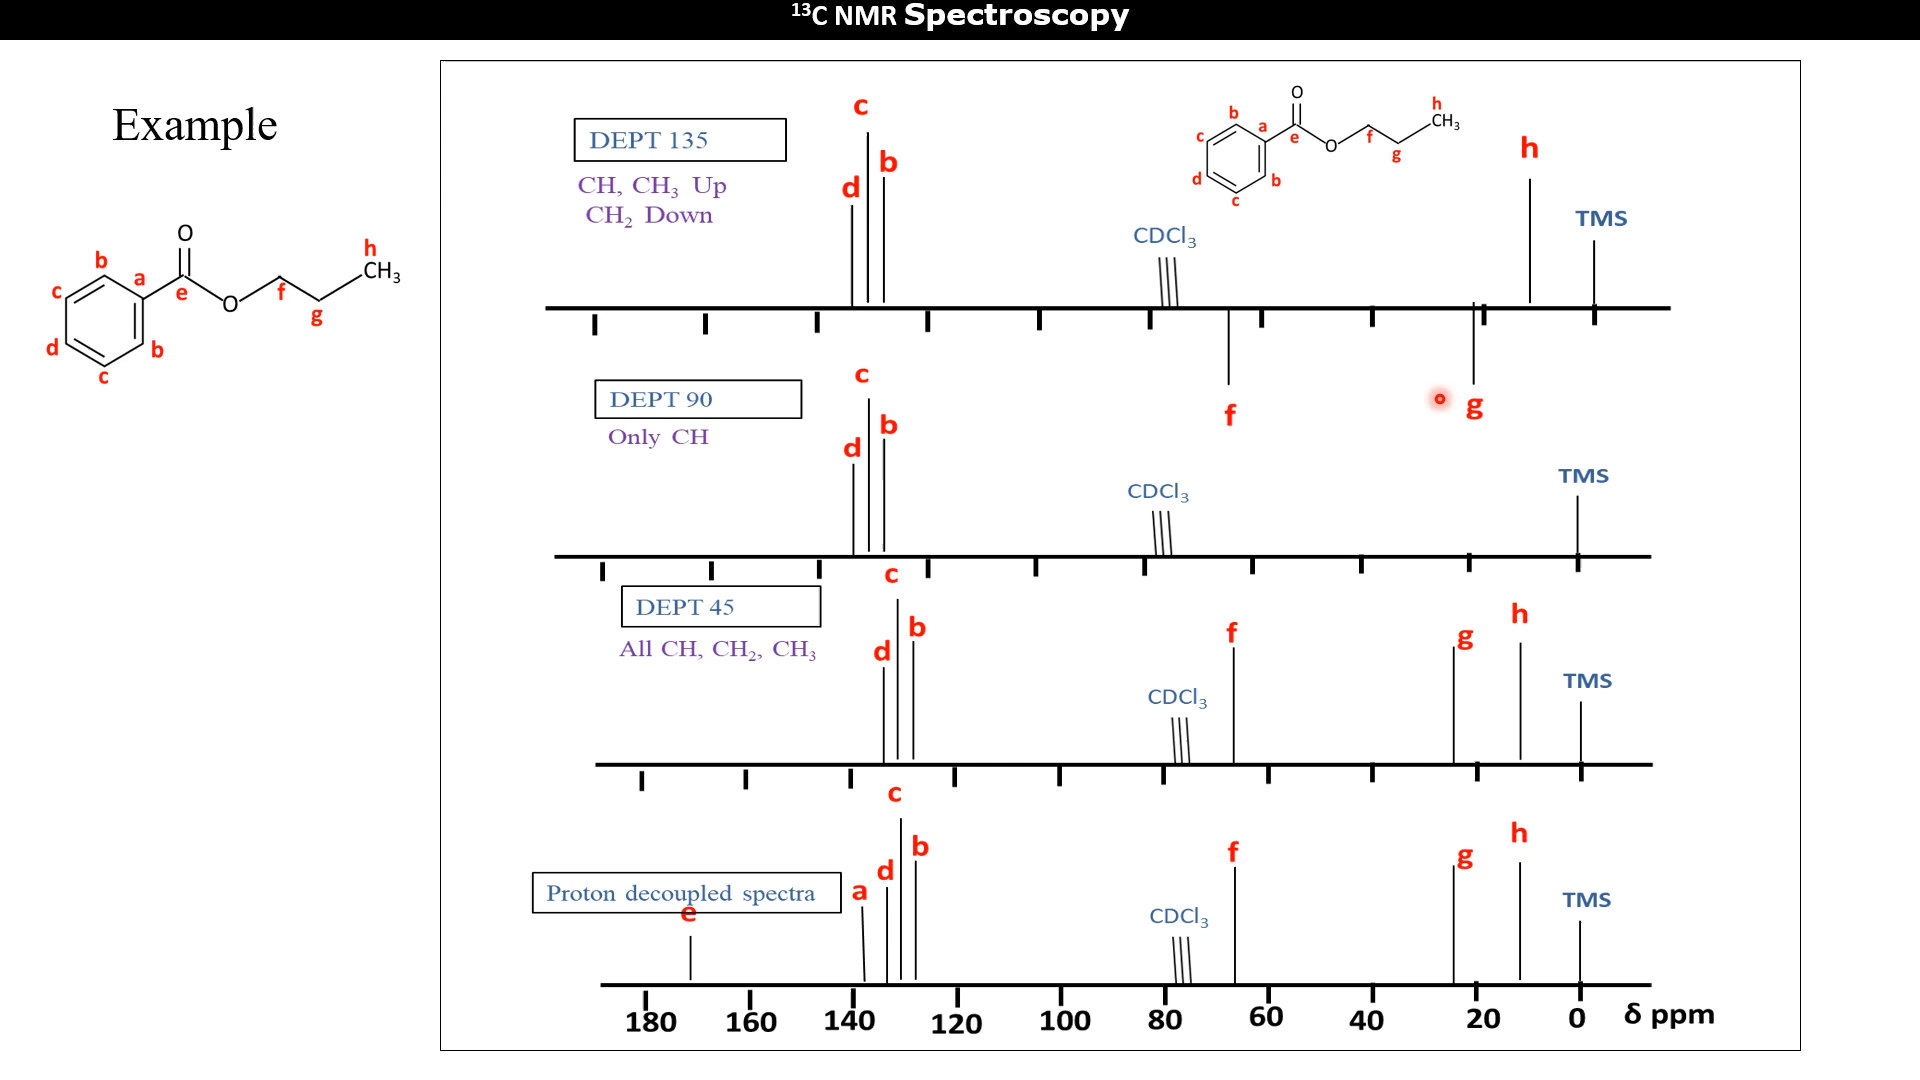 ¹³C NMR Spectroscopy
Example
O
b
a
h
CH₃
c
e
O
f
g
d
b
c
DEPT 135
CH, CH₃ Up
CH₂ Down
c
b
d
O
b
a
h
CH₃
c
e
O
f
g
d
b
c
CDCl₃
h
TMS
f
g
DEPT 90
Only CH
c
b
d
CDCl₃
TMS
DEPT 45
All CH, CH₂, CH₃
c
b
d
CDCl₃
f
g
h
TMS
Proton decoupled spectra
e
a
d
c
b
CDCl₃
f
g
h
TMS
180 160 140 120 100 80 60 40 20 0 δ ppm